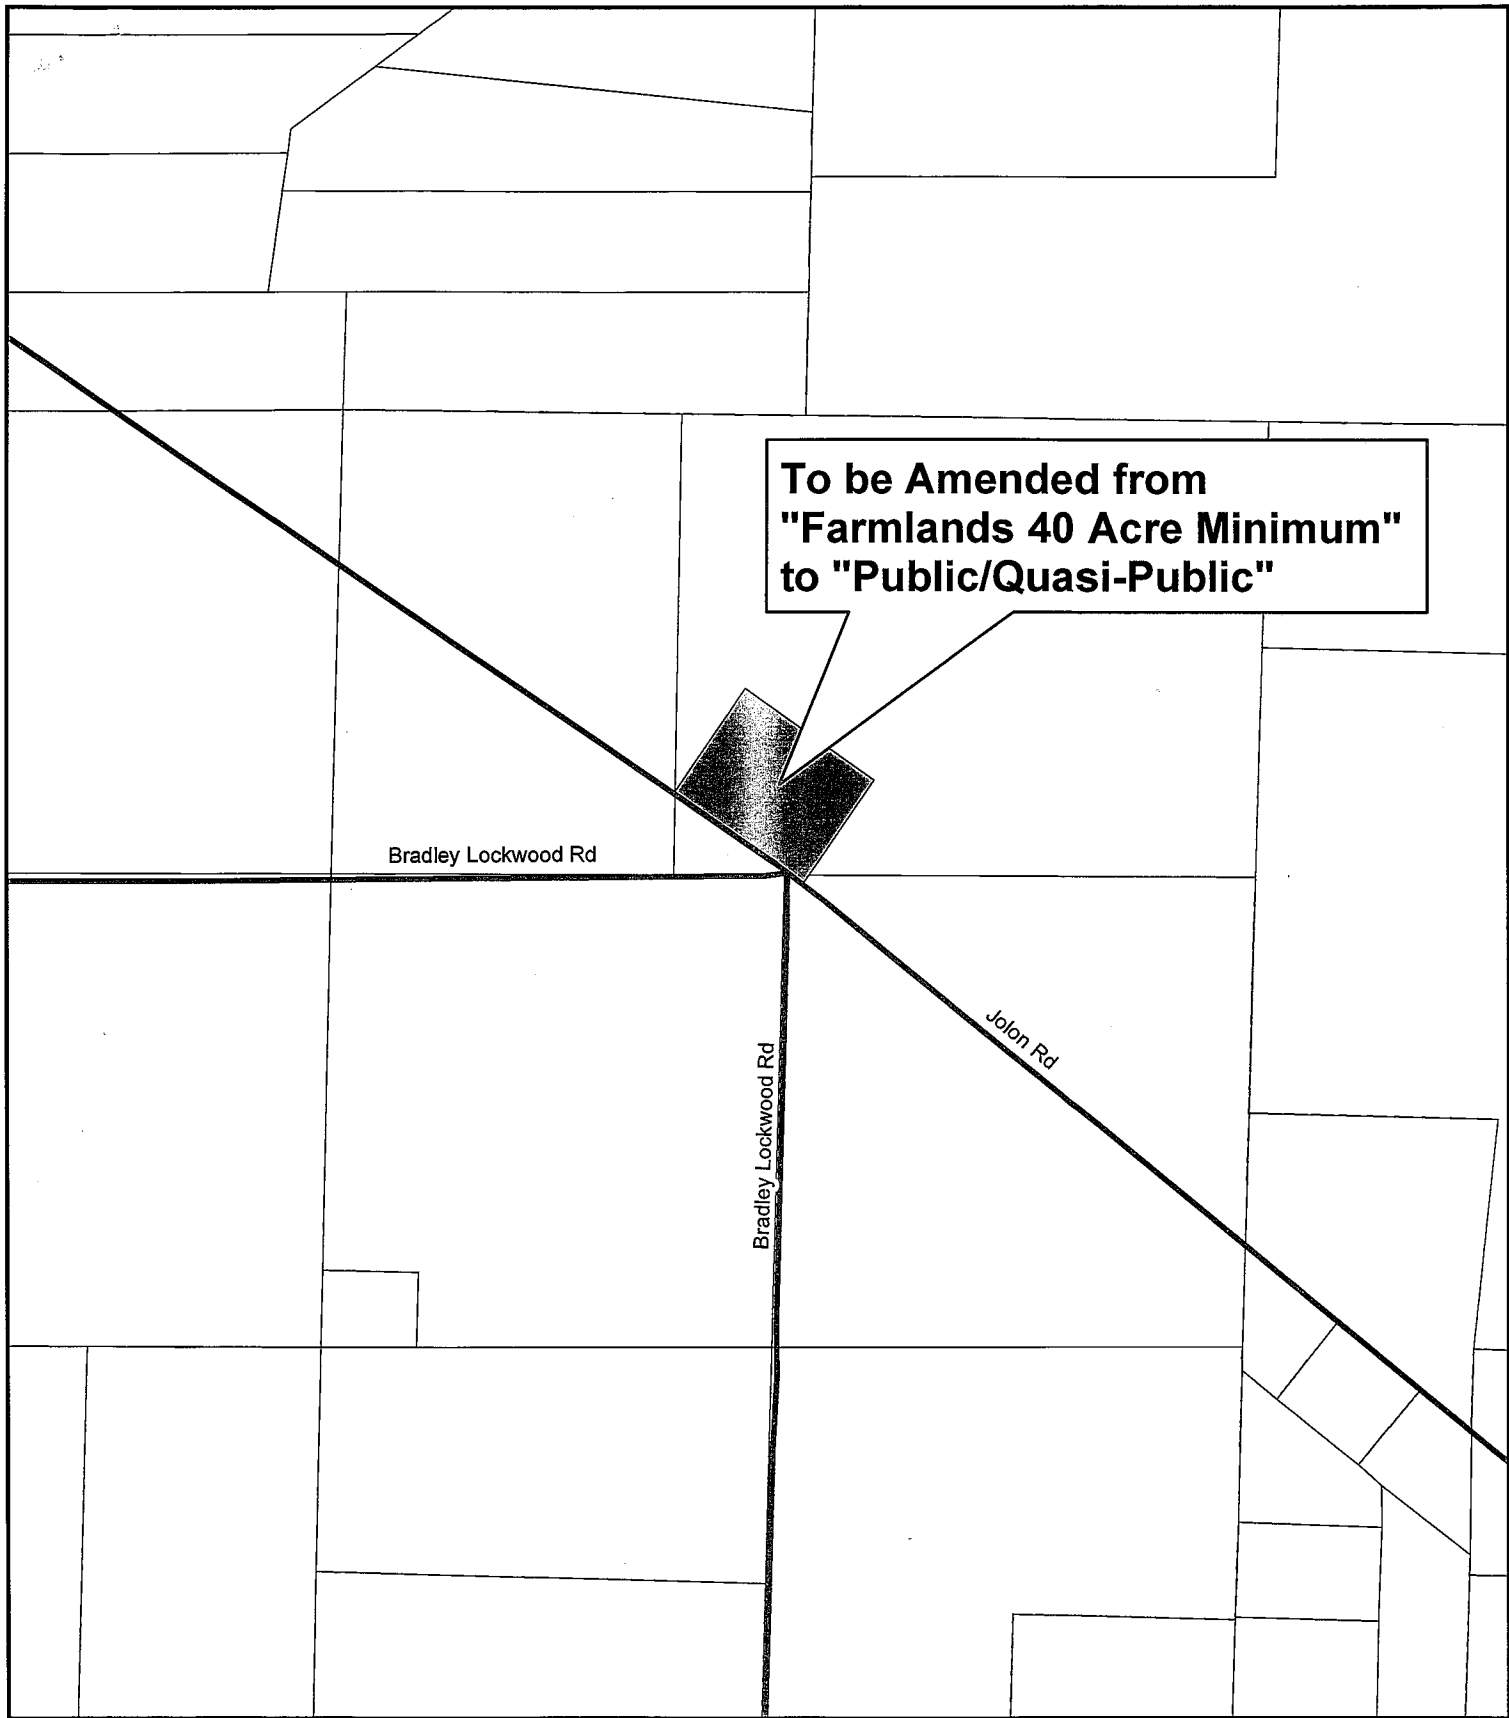 To be Amended from
"Farmlands 40 Acre Minimum"
to "Public/Quasi-Public"
Bradley Lockwood Rd
Jolon Rd
Bradley Lockwood Rd